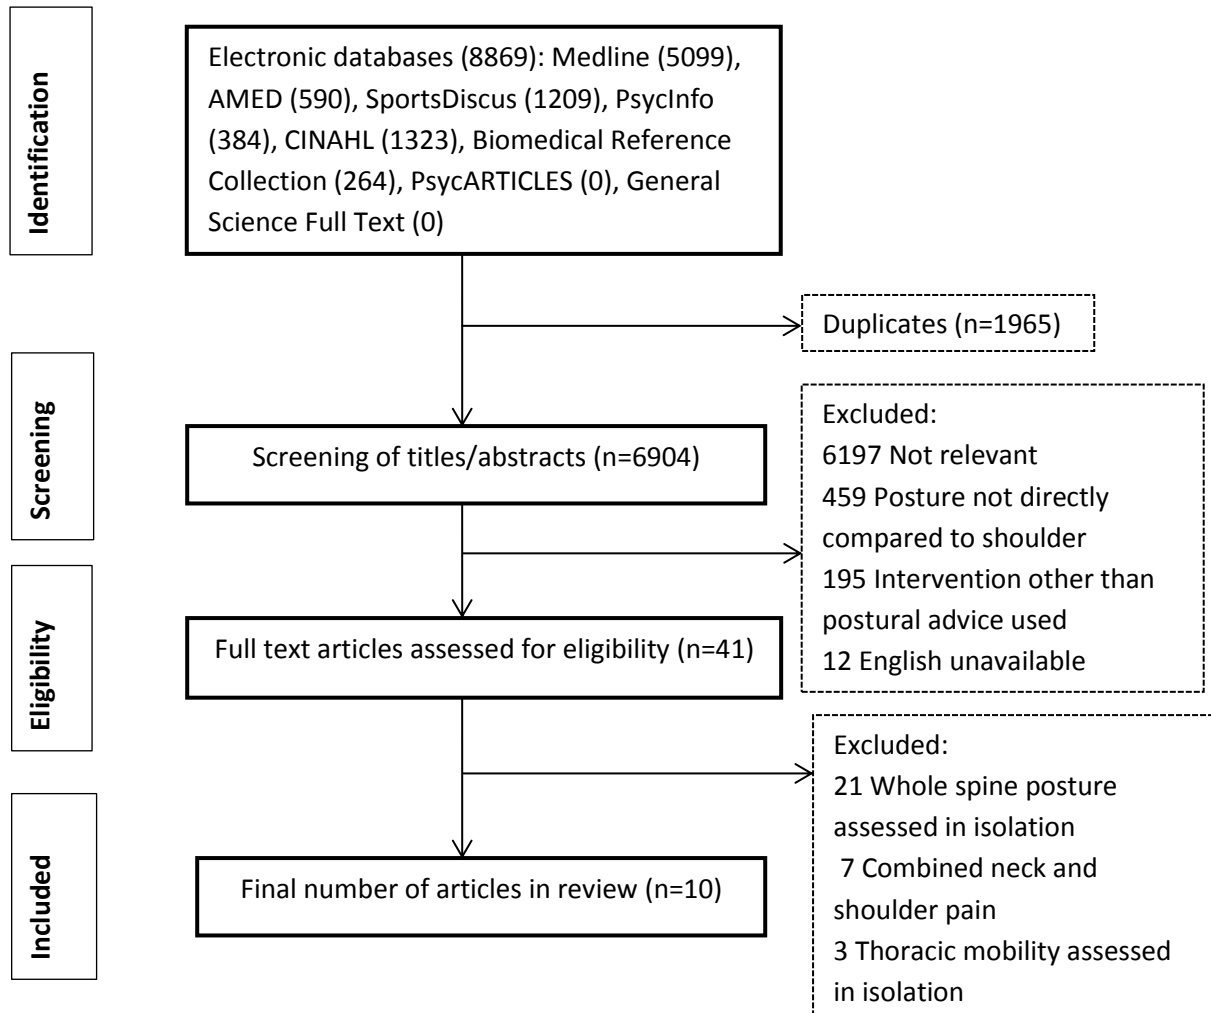 Identification
Electronic databases (8869): Medline (5099),
AMED (590), SportsDiscus (1209), PsycInfo
(384), CINAHL (1323), Biomedical Reference
Collection (264), PsycARTICLES (0), General
Science Full Text (0)
Duplicates (n=1965)
Screening
Screening of titles/abstracts (n=6904)
Excluded:
6197 Not relevant
459 Posture not directly
compared to shoulder
195 Intervention other than
postural advice used
12 English unavailable
Eligibility
Full text articles assessed for eligibility (n=41)
Excluded:
21 Whole spine posture
assessed in isolation
7 Combined neck and
shoulder pain
3 Thoracic mobility assessed
in isolation
Included
Final number of articles in review (n=10)